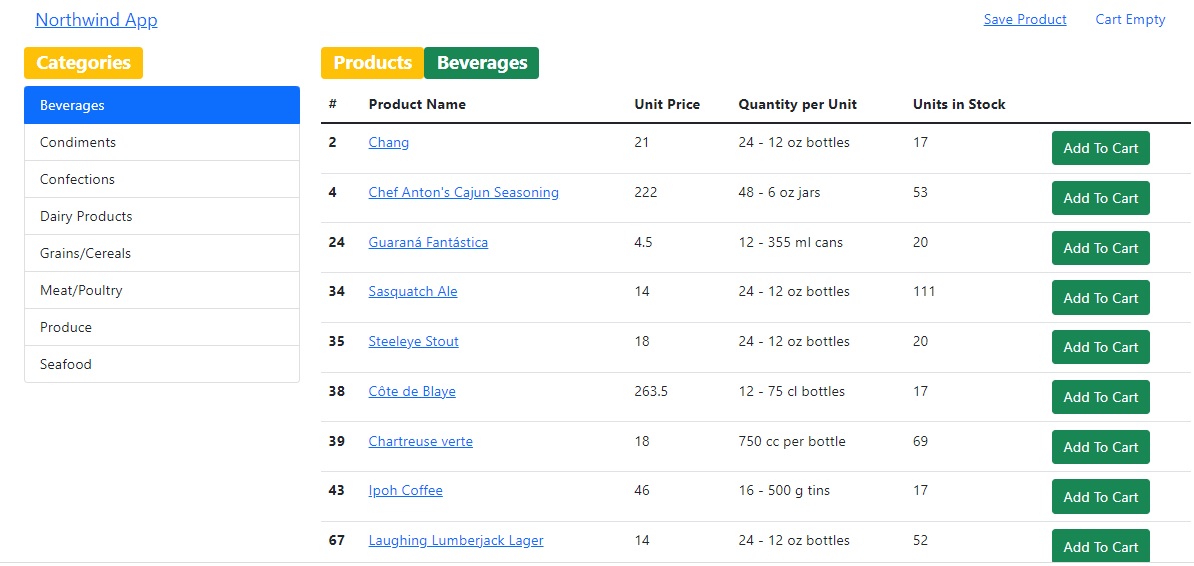 Northwind App Save Product Cart Empty
Categories
Beverages
Condiments
Confections
Dairy Products
Grains/Cereals
Meat/Poultry
Produce
Seafood
Products Beverages
# Product Name Unit Price Quantity per Unit Units in Stock
2 Chang 21 24 - 12 oz bottles 17 Add To Cart
4 Chef Anton's Cajun Seasoning 222 48 - 6 oz jars 53 Add To Cart
24 Guaraná Fantástica 4.5 12 - 355 ml cans 20 Add To Cart
34 Sasquatch Ale 14 24 - 12 oz bottles 111 Add To Cart
35 Steeleye Stout 18 24 - 12 oz bottles 20 Add To Cart
38 Côte de Blaye 263.5 12 - 75 cl bottles 17 Add To Cart
39 Chartreuse verte 18 750 cc per bottle 69 Add To Cart
43 Ipoh Coffee 46 16 - 500 g tins 17 Add To Cart
67 Laughing Lumberjack Lager 14 24 - 12 oz bottles 52 Add To Cart